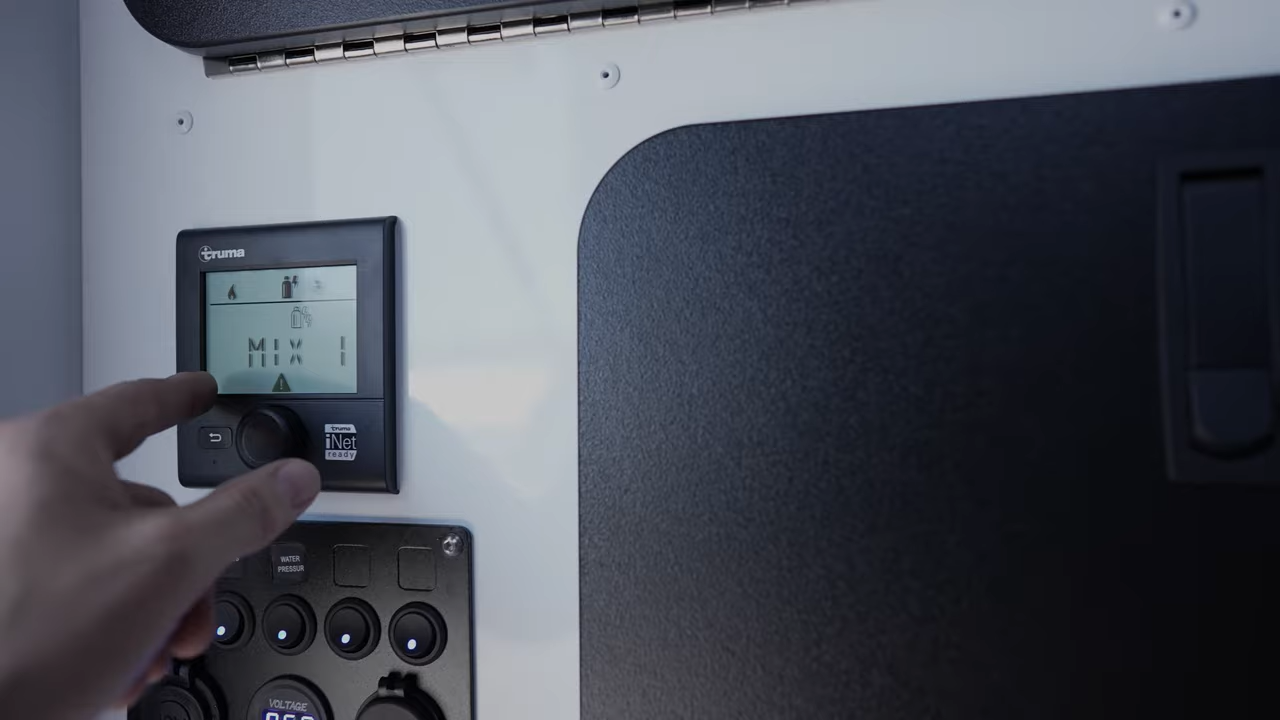 truma
MIX 1
truma
iNet
ready
WATER
PRESSUR
VOLTAGE